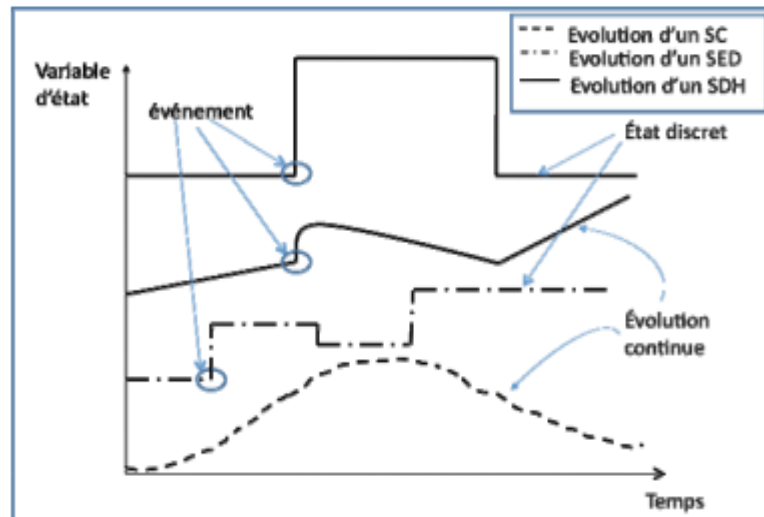 Evolution d'un SC
Evolution d'un SED
Evolution d'un SDH
Variable
d'état
événement
État discret
Évolution
continue
Temps